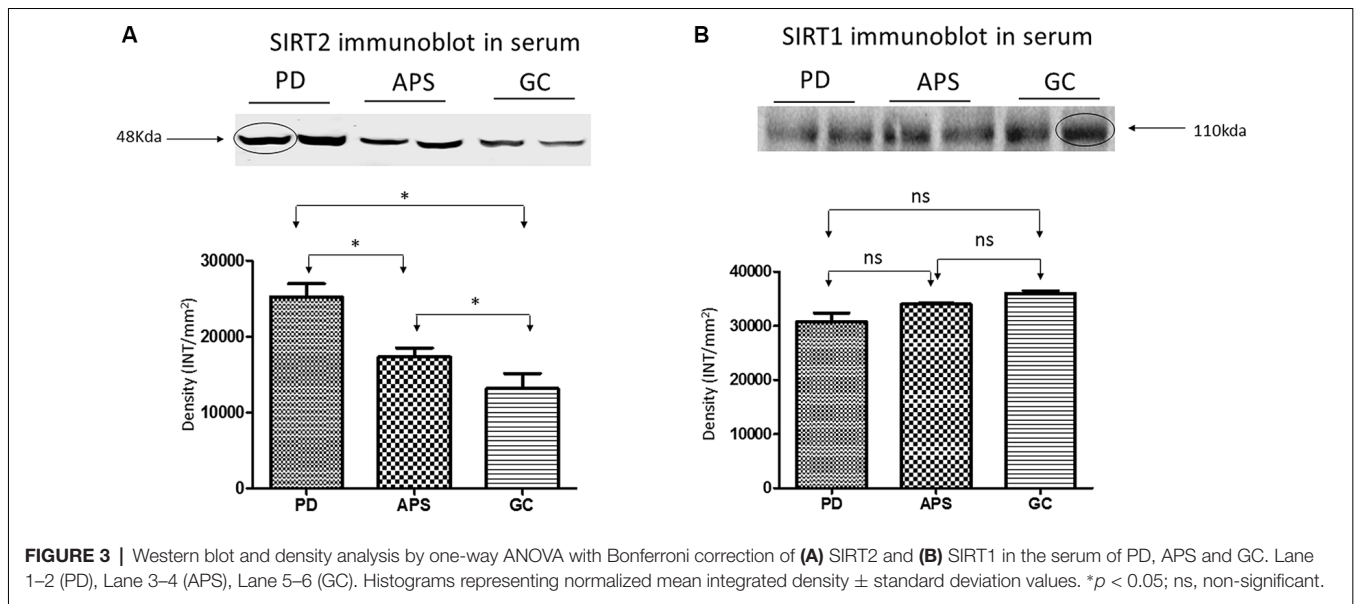 A
SIRT2 immunoblot in serum
PD APS GC
48Kda
*
*
*
30000
20000
10000
0
Density (INT/mm²)
PD APS GC
B
SIRT1 immunoblot in serum
PD APS GC
110kda
ns
ns
ns
40000
30000
20000
10000
0
Density (INT/mm²)
PD APS GC
FIGURE 3 | Western blot and density analysis by one-way ANOVA with Bonferroni correction of (A) SIRT2 and (B) SIRT1 in the serum of PD, APS and GC. Lane
1–2 (PD), Lane 3–4 (APS), Lane 5–6 (GC). Histograms representing normalized mean integrated density ± standard deviation values. *p < 0.05; ns, non-significant.